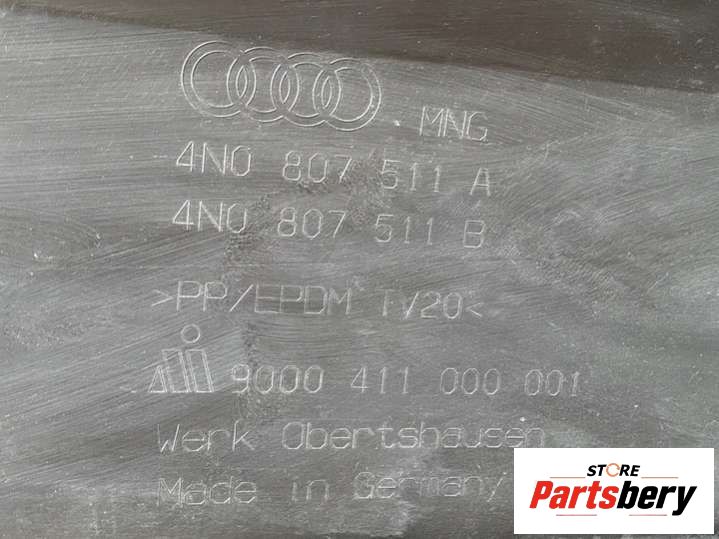 MNG
4N0 807 511 A
4N0 807 511 B
>PP/EPDM TV20<
9000 411 000 001
Werk Obertshausen
Made in Germany
STORE
Partsbery